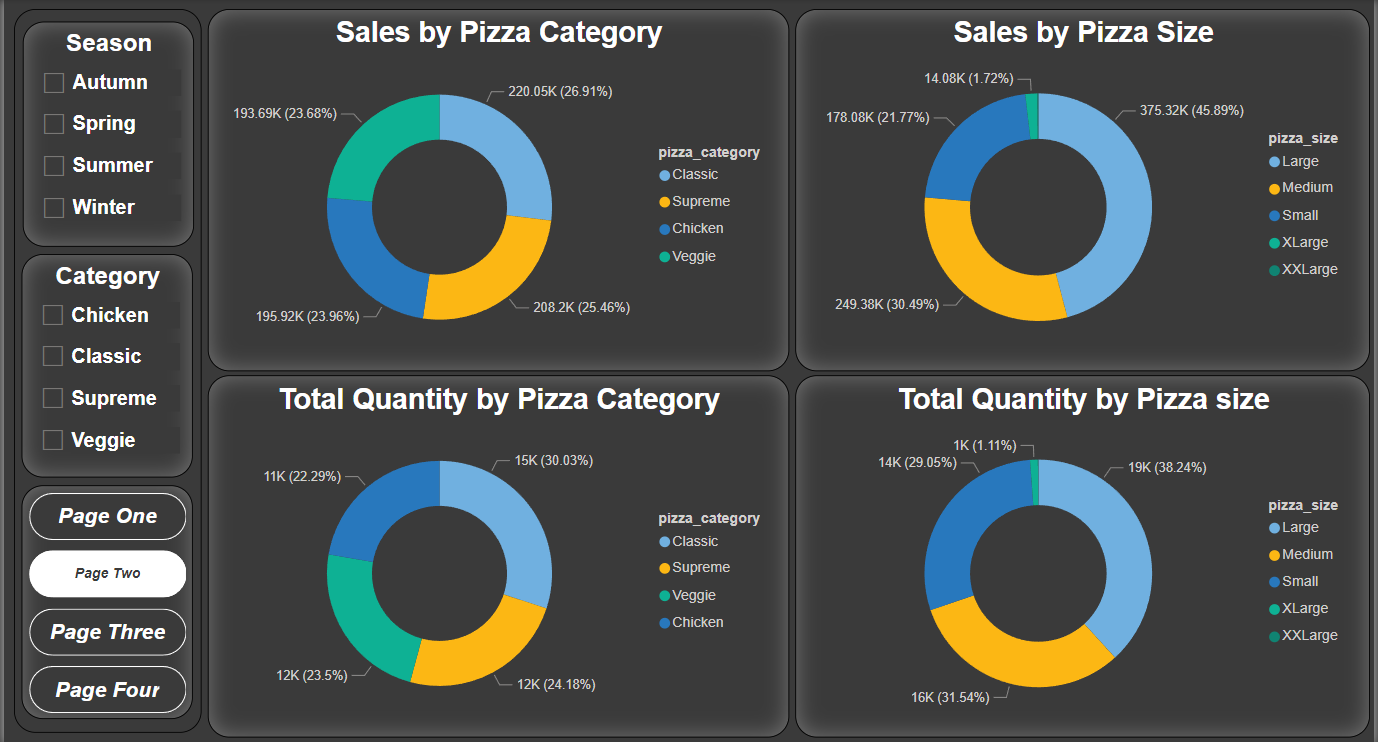 Season
Autumn
Spring
Summer
Winter
Category
Chicken
Classic
Supreme
Veggie
Page One
Page Two
Page Three
Page Four
Sales by Pizza Category
220.05K (26.91%)
193.69K (23.68%)
195.92K (23.96%)
208.2K (25.46%)
pizza_category
Classic
Supreme
Chicken
Veggie
Sales by Pizza Size
14.08K (1.72%)
375.32K (45.89%)
178.08K (21.77%)
249.38K (30.49%)
pizza_size
Large
Medium
Small
XLarge
XXLarge
Total Quantity by Pizza Category
15K (30.03%)
11K (22.29%)
12K (23.5%)
12K (24.18%)
pizza_category
Classic
Supreme
Veggie
Chicken
Total Quantity by Pizza size
1K (1.11%)
14K (29.05%)
19K (38.24%)
16K (31.54%)
pizza_size
Large
Medium
Small
XLarge
XXLarge